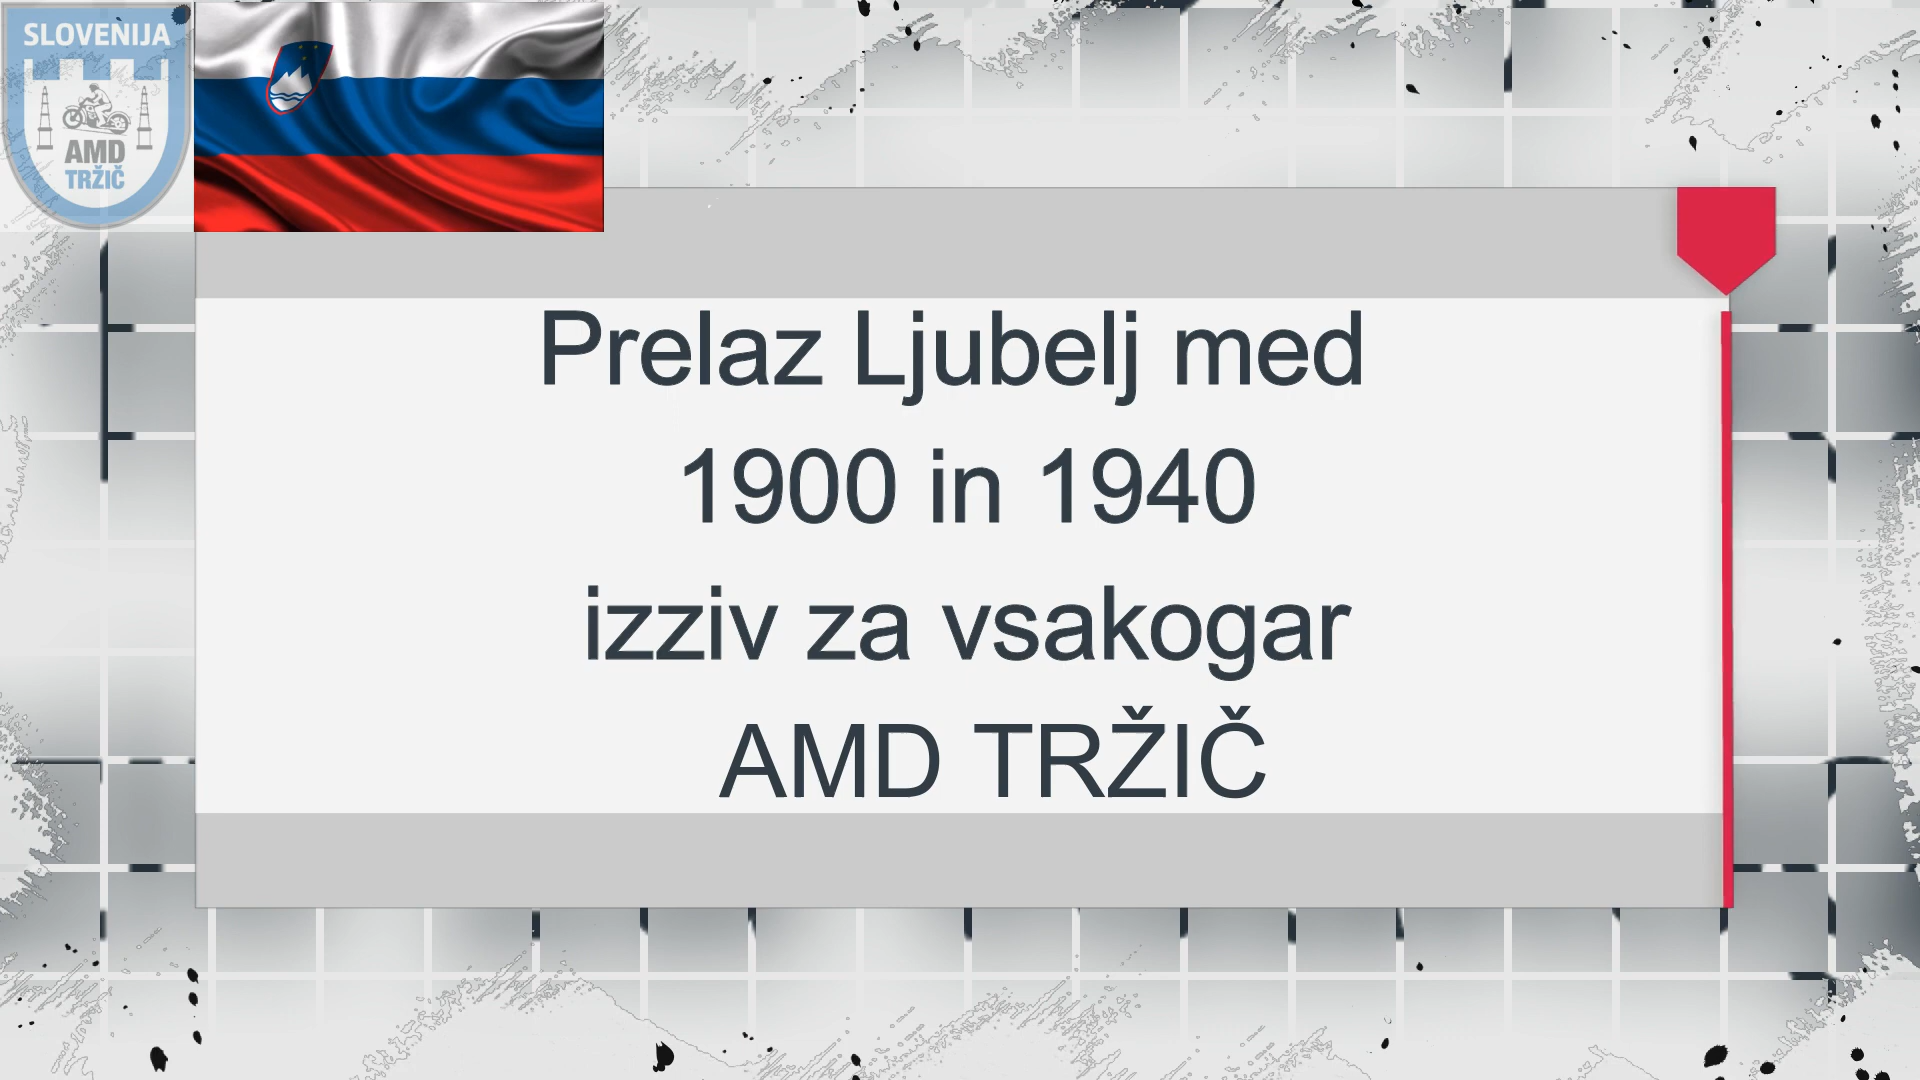 SLOVENIJA
AMD
TRŽIČ
Prelaz Ljubelj med
1900 in 1940
izziv za vsakogar
AMD TRŽIČ